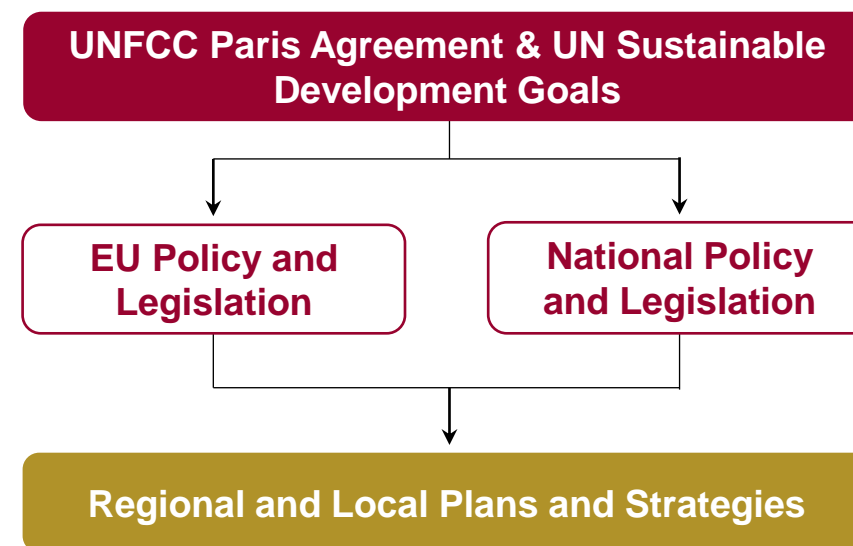 UNFCC Paris Agreement & UN Sustainable
Development Goals
EU Policy and
Legislation
National Policy
and Legislation
Regional and Local Plans and Strategies